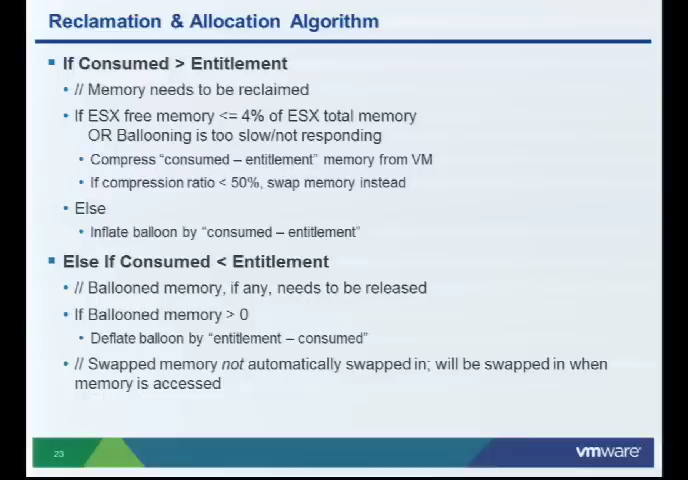 Reclamation & Allocation Algorithm
If Consumed > Entitlement
// Memory needs to be reclaimed
If ESX free memory <= 4% of ESX total memory
OR Ballooning is too slow/not responding
Compress "consumed – entitlement" memory from VM
If compression ratio < 50%, swap memory instead
Else
Inflate balloon by "consumed – entitlement"
Else If Consumed < Entitlement
// Ballooned memory, if any, needs to be released
If Ballooned memory > 0
Deflate balloon by "entitlement – consumed"
// Swapped memory not automatically swapped in; will be swapped in when
memory is accessed
23
vmware®